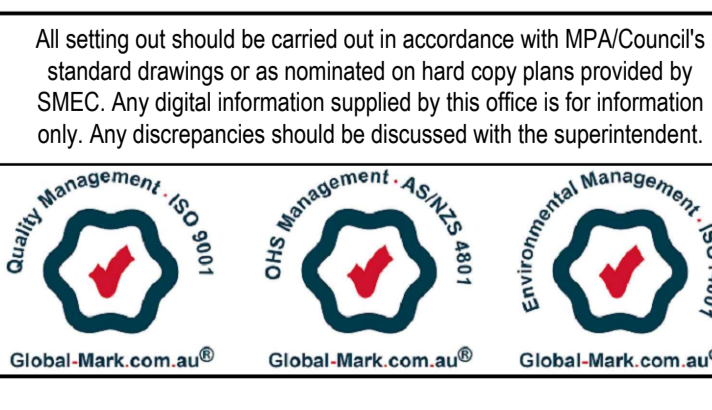 All setting out should be carried out in accordance with MPA/Council's
standard drawings or as nominated on hard copy plans provided by
SMEC. Any digital information supplied by this office is for information
only. Any discrepancies should be discussed with the superintendent.
Quality Management · ISO 9001
Global-Mark.com.au®
OHS Management · AS/NZS 4801
Global-Mark.com.au®
Environmental Management ·
Global-Mark.com.au